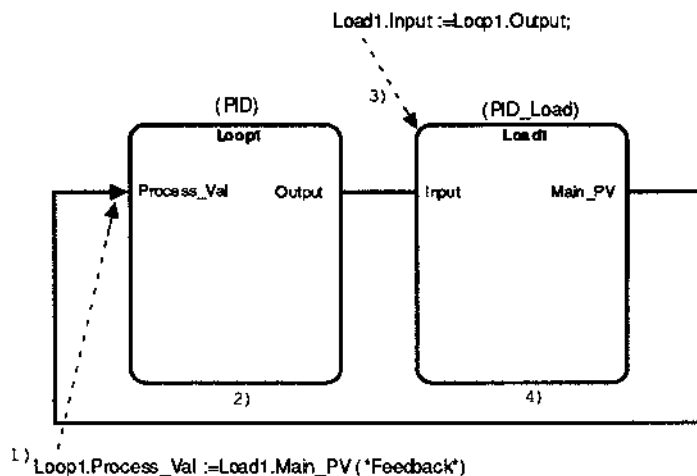 Load1.Input :=Loop1.Output;
3)
(PID)
(PID_Load)
Loop1
Load1
Process_Val
Output
Input
Main_PV
2)
4)
1)
Loop1.Process_Val :=Load1.Main_PV (*Feedback*)